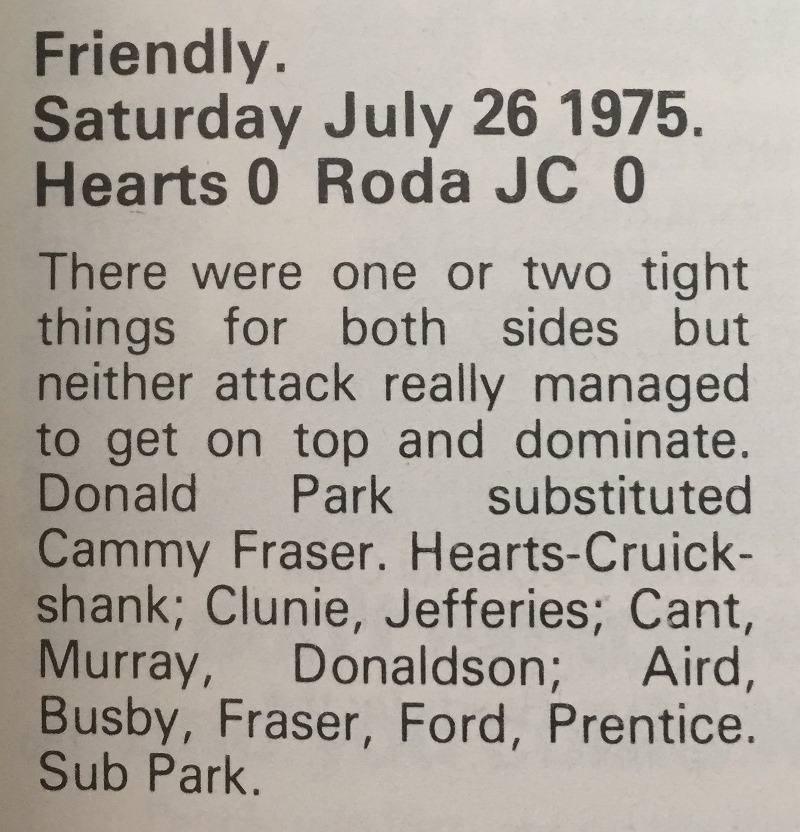 Friendly.
Saturday July 26 1975.
Hearts 0 Roda JC 0
There were one or two tight
things for both sides but
neither attack really managed
to get on top and dominate.
Donald Park substituted
Cammy Fraser. Hearts-Cruick-
shank; Clunie, Jefferies; Cant,
Murray, Donaldson; Aird,
Busby, Fraser, Ford, Prentice.
Sub Park.